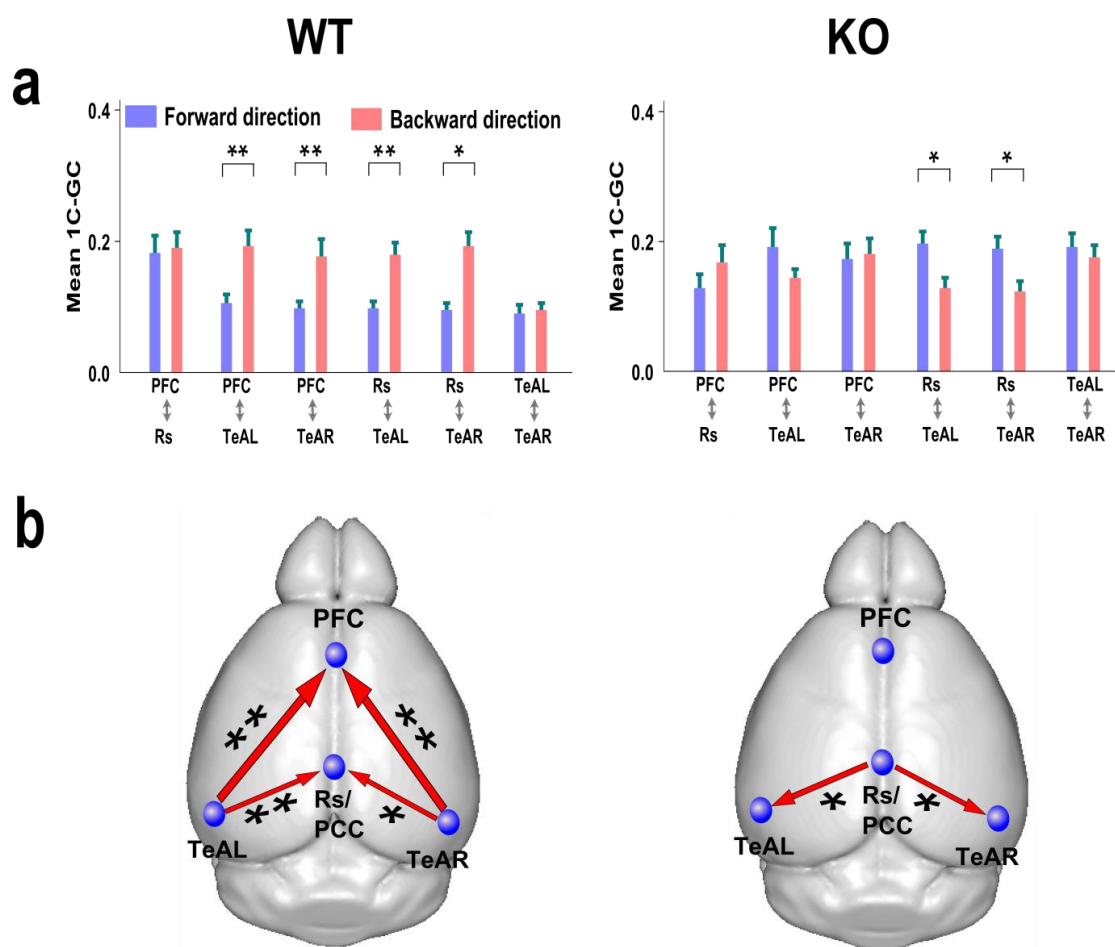 WT
KO
a
0.4
Forward direction
Backward direction
** ** ** *
0.2
Mean 1C-GC
0.0
PFC PFC PFC Rs Rs TeAL
Rs TeAL TeAR TeAL TeAR TeAR
0.4
* *
0.2
Mean 1C-GC
0.0
PFC PFC PFC Rs Rs TeAL
Rs TeAL TeAR TeAL TeAR TeAR
b
PFC
** **
** *
Rs/
PCC
TeAL
TeAR
PFC
* *
Rs/
PCC
TeAL
TeAR